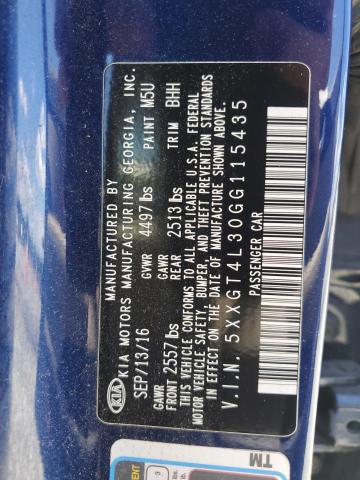 KIA
MANUFACTURED BY
KIA MOTORS MANUFACTURING GEORGIA, INC.
SEP/13/16 GVWR 4497 lbs PAINT M5U
GAWR FRONT 2557 lbs GAWR REAR 2513 lbs TRIM BHH
THIS VEHICLE CONFORMS TO ALL APPLICABLE U.S.A. FEDERAL
MOTOR VEHICLE SAFETY, BUMPER, AND THEFT PREVENTION STANDARDS
IN EFFECT ON THE DATE OF MANUFACTURE SHOWN ABOVE.
V.I.N. 5XXGT4L30GG115435
PASSENGER CAR
TM